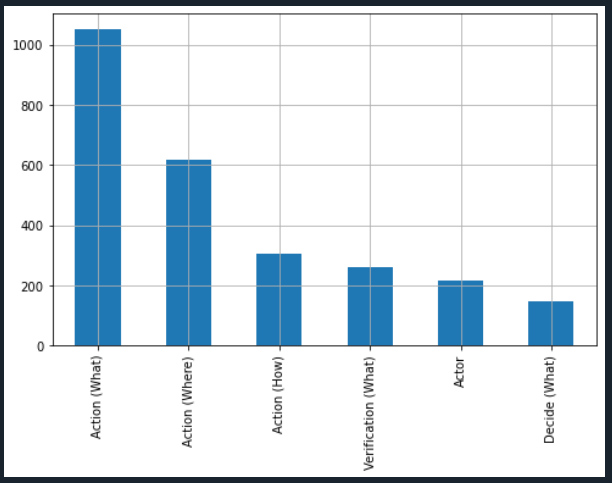 1000
800
600
400
200
0
Action (What)
Action (Where)
Action (How)
Verification (What)
Actor
Decide (What)